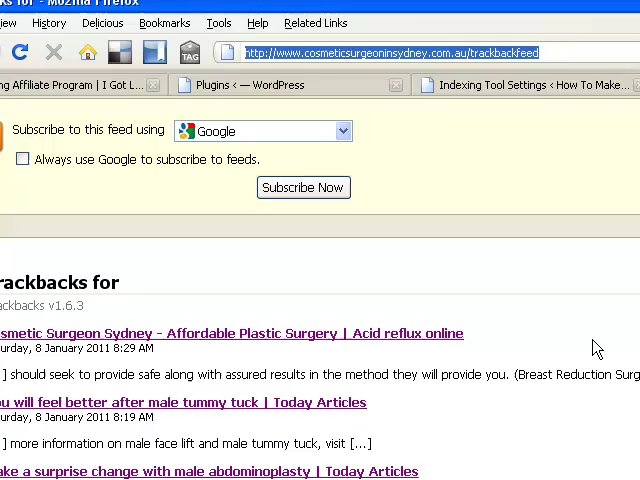 ks for - Mozilla Firefox
iew History Delicious Bookmarks Tools Help Related Links
TAG http://www.cosmeticsurgeoninsydney.com.au/trackbackfeed
ng Affiliate Program | I Got L... Plugins ‹ — WordPress Indexing Tool Settings ‹ How To Make...
Subscribe to this feed using Google
Always use Google to subscribe to feeds.
Subscribe Now
rackbacks for
ackbacks v1.6.3
smetic Surgeon Sydney - Affordable Plastic Surgery | Acid reflux online
urday, 8 January 2011 8:29 AM
] should seek to provide safe along with assured results in the method they will provide you. (Breast Reduction Surg
ou will feel better after male tummy tuck | Today Articles
urday, 8 January 2011 8:19 AM
] more information on male face lift and male tummy tuck, visit [...]
ake a surprise change with male abdominoplasty | Today Articles